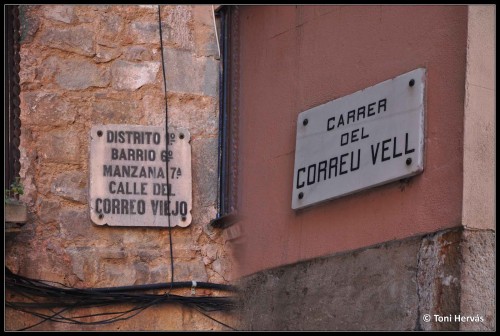 DISTRITO 1º
BARRIO 6º
MANZANA 7ª
CALLE DEL
CORREO VIEJO
CARRER
DEL
CORREU VELL
© Toni Hervás